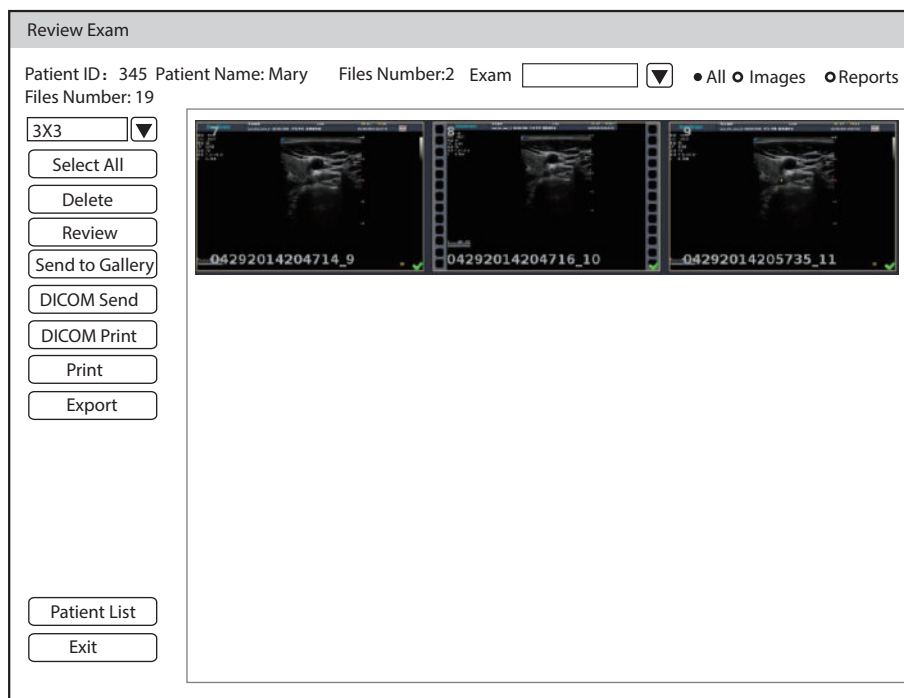 Review Exam
Patient ID: 345 Patient Name: Mary Files Number:2 Exam All Images Reports
Files Number: 19
3X3
Select All
Delete
Review
Send to Gallery
DICOM Send
DICOM Print
Print
Export
7 8 9
04292014204714_9 04292014204716_10 04292014205735_11
Patient List
Exit